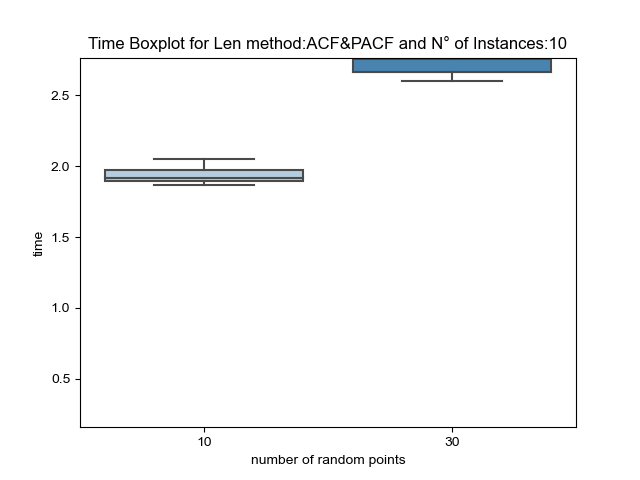 Time Boxplot for Len method:ACF&PACF and N° of Instances:10
2.5
2.0
1.5
1.0
0.5
time
10
30
number of random points